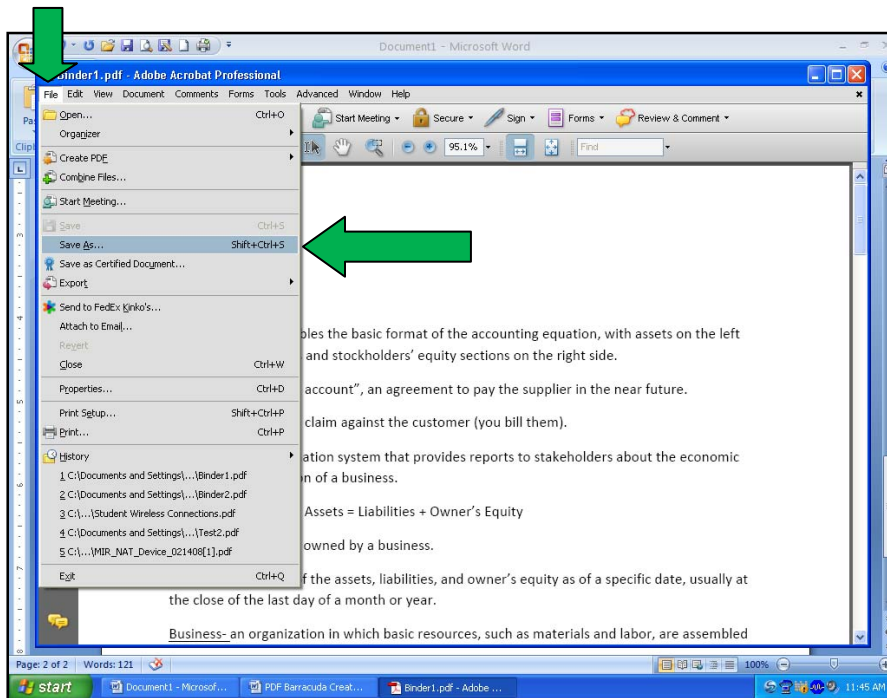 Document1 - Microsoft Word
Binder1.pdf - Adobe Acrobat Professional
File Edit View Document Comments Forms Tools Advanced Window Help
Open... Ctrl+O
Start Meeting Secure Sign Forms Review & Comment
Organizer
95.1% Find
Create PDF
Combine Files...
Start Meeting...
Save Ctrl+S
Save As... Shift+Ctrl+S
Save as Certified Document...
Export
Send to FedEx Kinko's...
Attach to Email...
Revert
Close Ctrl+W
Properties... Ctrl+D
Print Setup... Shift+Ctrl+P
Print... Ctrl+P
History
1 C:\Documents and Settings\...\Binder1.pdf
2 C:\Documents and Settings\...\Binder2.pdf
3 C:\...\Student Wireless Connections.pdf
4 C:\Documents and Settings\...\Test2.pdf
5 C:\...\MIR_NAT_Device_021408[1].pdf
Exit Ctrl+Q
bles the basic format of the accounting equation, with assets on the left
and stockholders’ equity sections on the right side.
account”, an agreement to pay the supplier in the near future.
claim against the customer (you bill them).
ation system that provides reports to stakeholders about the economic
n of a business.
Assets = Liabilities + Owner’s Equity
owned by a business.
f the assets, liabilities, and owner’s equity as of a specific date, usually at
the close of the last day of a month or year.
Business- an organization in which basic resources, such as materials and labor, are assembled
Page: 2 of 2 Words: 121 100%
start Document1 - Microsof... PDF Barracuda Creat... Binder1.pdf - Adobe ... 11:45 AM